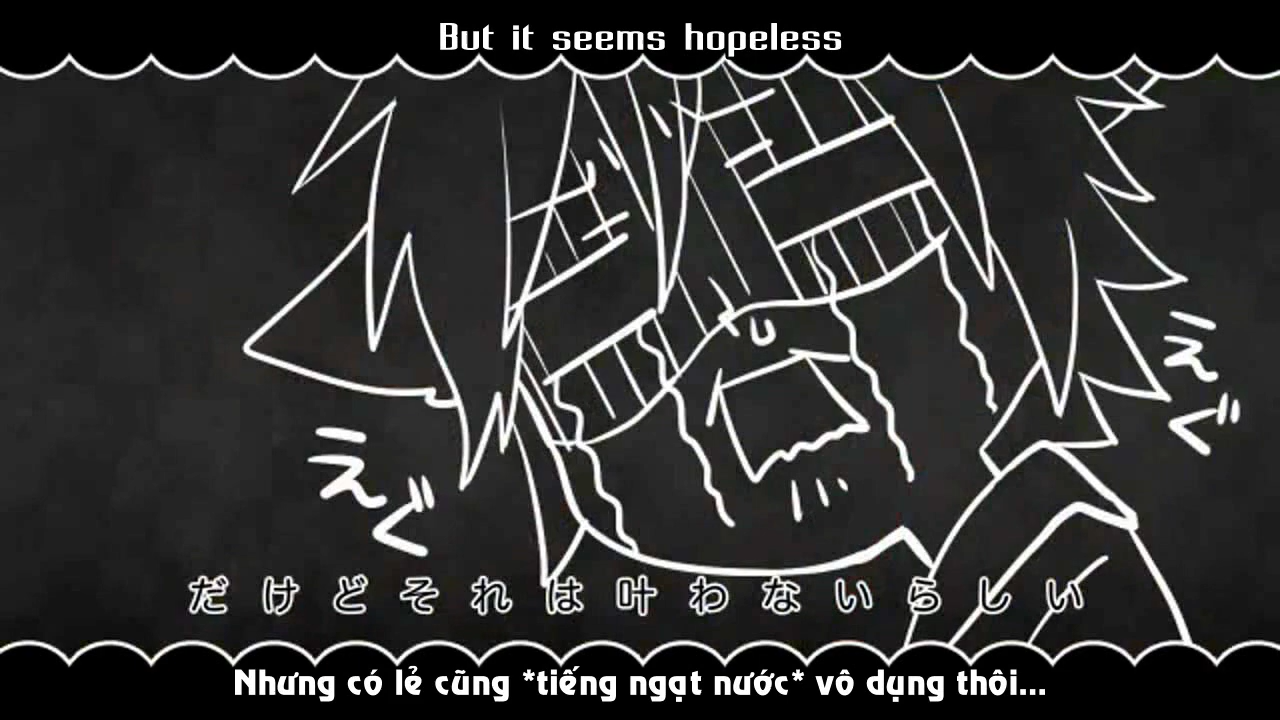 But it seems hopeless
えぐ
えぐ
だけどそれは叶わないらしい
Nhưng có lẻ cũng *tiếng ngạt nước* vô dụng thôi...